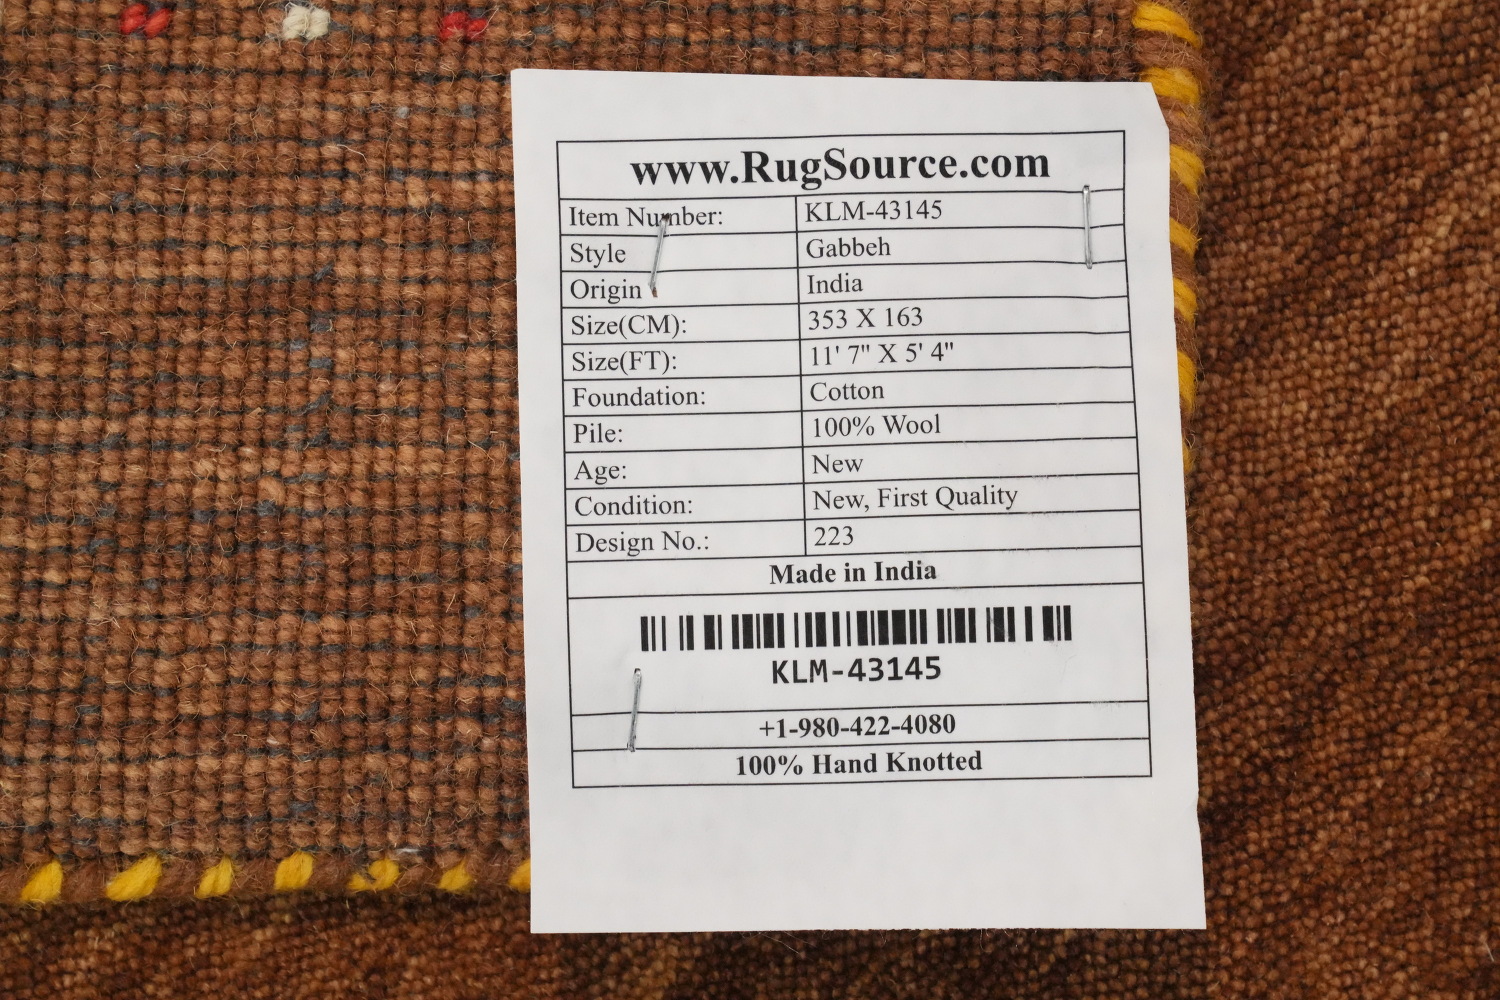 www.RugSource.com
Item Number: KLM-43145
Style Gabbeh
Origin India
Size(CM): 353 X 163
Size(FT): 11' 7" X 5' 4"
Foundation: Cotton
Pile: 100% Wool
Age: New
Condition: New, First Quality
Design No.: 223
Made in India
KLM-43145
+1-980-422-4080
100% Hand Knotted